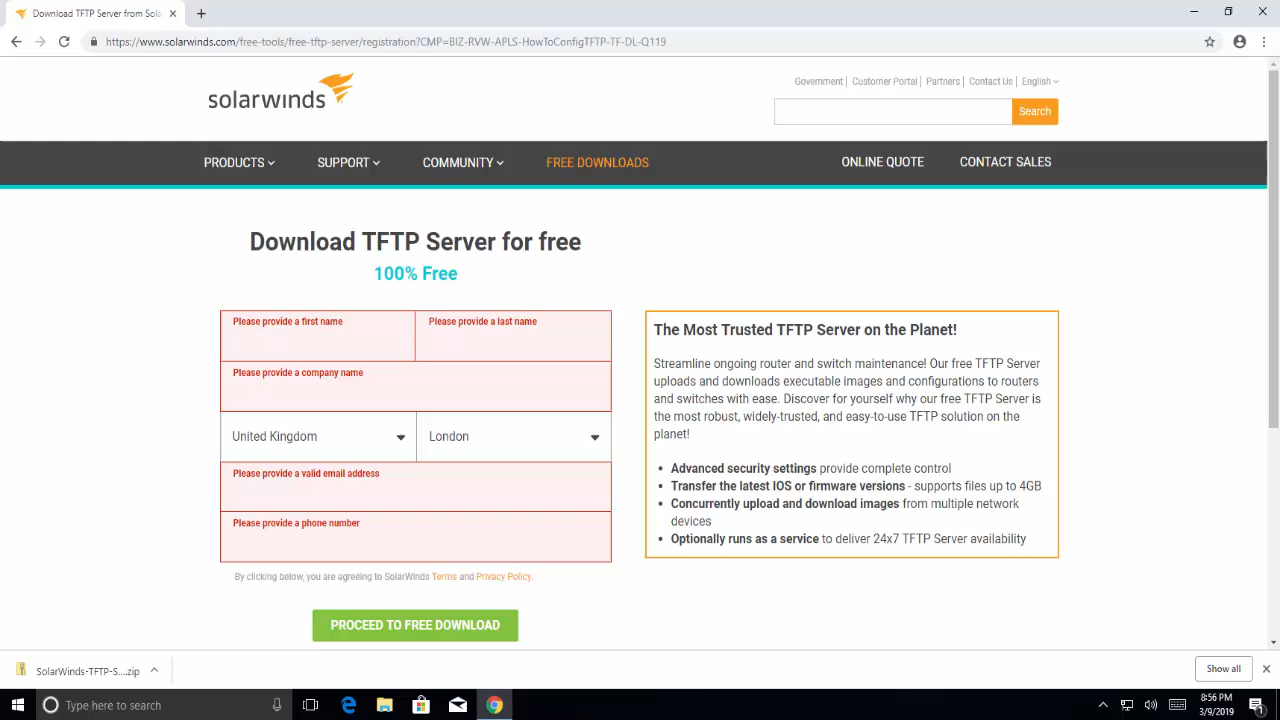 Download TFTP Server from Sola
https://www.solarwinds.com/free-tools/free-tftp-server/registration?CMP=BIZ-RVW-APLS-HowToConfigTFTP-TF-DL-Q119
solarwinds
Government | Customer Portal | Partners | Contact Us | English
Search
PRODUCTS SUPPORT COMMUNITY FREE DOWNLOADS ONLINE QUOTE CONTACT SALES
Download TFTP Server for free
100% Free
Please provide a first name Please provide a last name
Please provide a company name
United Kingdom London
Please provide a valid email address
Please provide a phone number
By clicking below, you are agreeing to SolarWinds Terms and Privacy Policy.
PROCEED TO FREE DOWNLOAD
The Most Trusted TFTP Server on the Planet!
Streamline ongoing router and switch maintenance! Our free TFTP Server
uploads and downloads executable images and configurations to routers
and switches with ease. Discover for yourself why our free TFTP Server is
the most robust, widely-trusted, and easy-to-use TFTP solution on the
planet!
• Advanced security settings provide complete control
• Transfer the latest IOS or firmware versions - supports files up to 4GB
• Concurrently upload and download images from multiple network
devices
• Optionally runs as a service to deliver 24x7 TFTP Server availability
SolarWinds-TFTP-S....zip
Show all
Type here to search
8:56 PM
3/9/2019
1